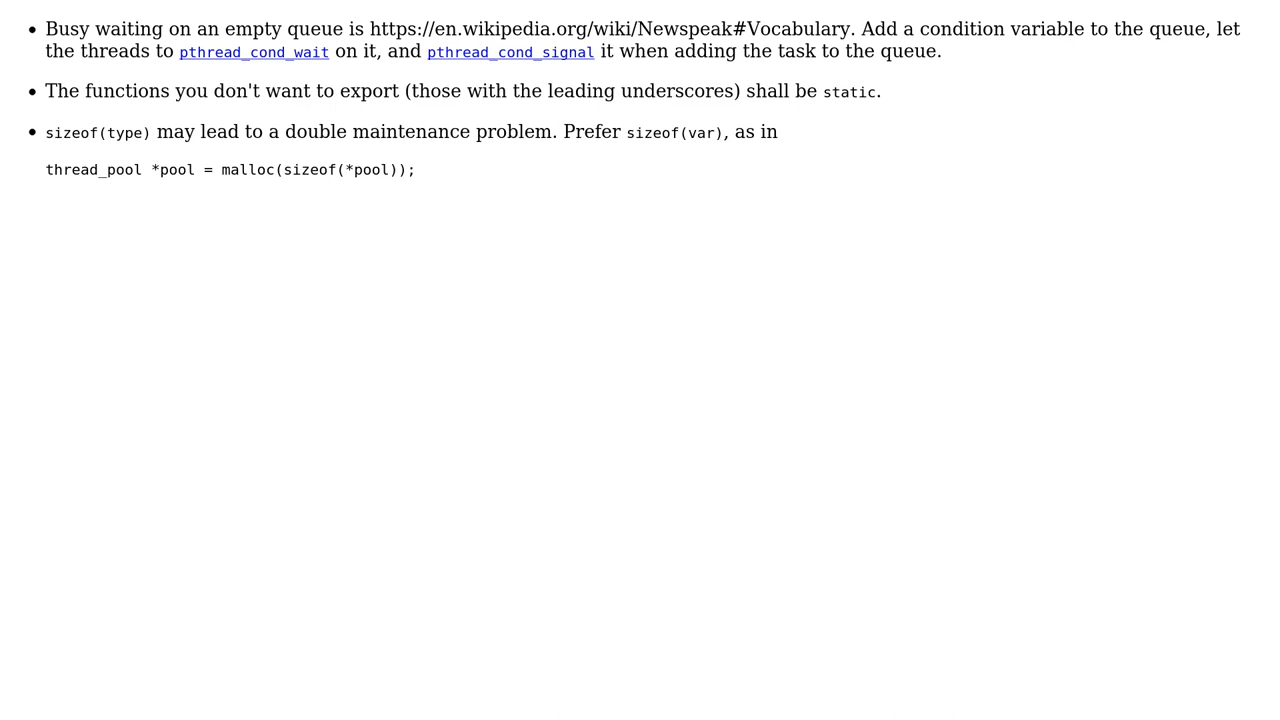 Busy waiting on an empty queue is https://en.wikipedia.org/wiki/Newspeak#Vocabulary. Add a condition variable to the queue, let
the threads to pthread_cond_wait on it, and pthread_cond_signal it when adding the task to the queue.
The functions you don't want to export (those with the leading underscores) shall be static.
sizeof(type) may lead to a double maintenance problem. Prefer sizeof(var), as in
thread_pool *pool = malloc(sizeof(*pool));